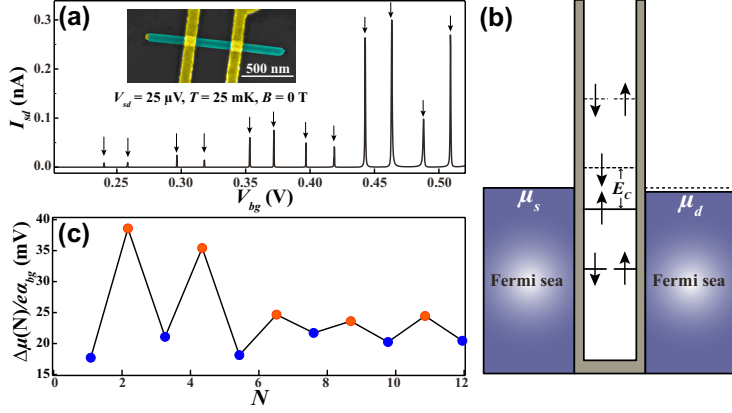 (a)
0.3
0.2
0.1
0.0
I_sd (nA)
500 nm
V_sd = 25 μV, T = 25 mK, B = 0 T
0.25 0.30 0.35 0.40 0.45 0.50
V_bg (V)
(b)
E_C
μ_s
μ_d
Fermi sea
Fermi sea
(c)
40
35
30
25
20
15
Δμ(N)/eα_bg (mV)
0 2 4 6 8 10 12
N